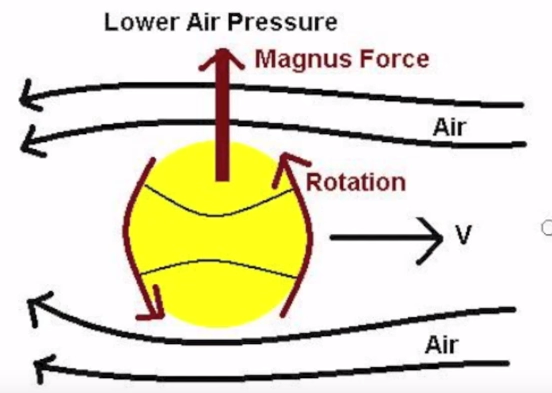 Lower Air Pressure
Magnus Force
Air
Rotation
V
Air